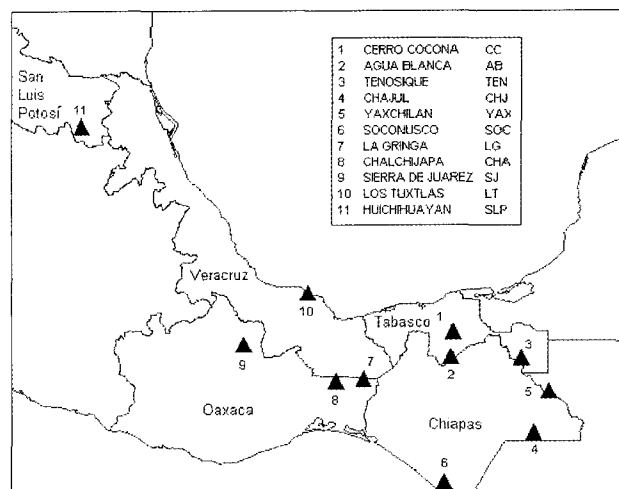 1 CERRO COCONA CC
2 AGUA BLANCA AB
3 TENOSIQUE TEN
4 CHAJUL CHJ
5 YAXCHILAN YAX
6 SOCONUSCO SOC
7 LA GRINGA LG
8 CHALCHIJAPA CHA
9 SIERRA DE JUAREZ SJ
10 LOS TUXTLAS LT
11 HUICHIHUAYAN SLP
San
Luis
Potosí
11
Veracruz
10
Tabasco
1
2
3
9
8
7
5
Oaxaca
Chiapas
4
6